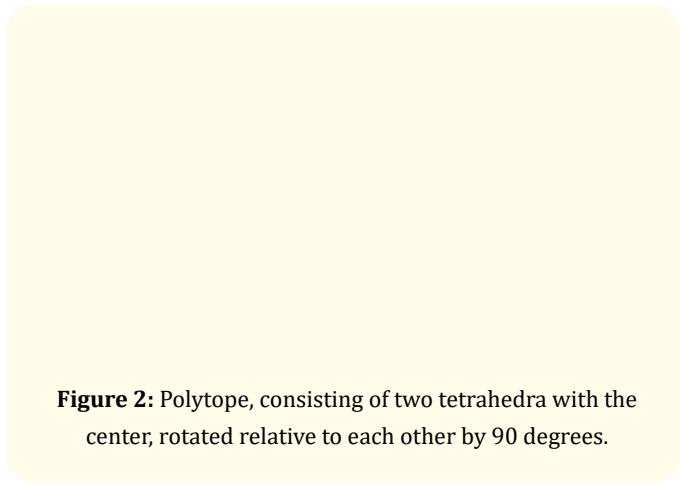 Figure 2: Polytope, consisting of two tetrahedra with the
center, rotated relative to each other by 90 degrees.